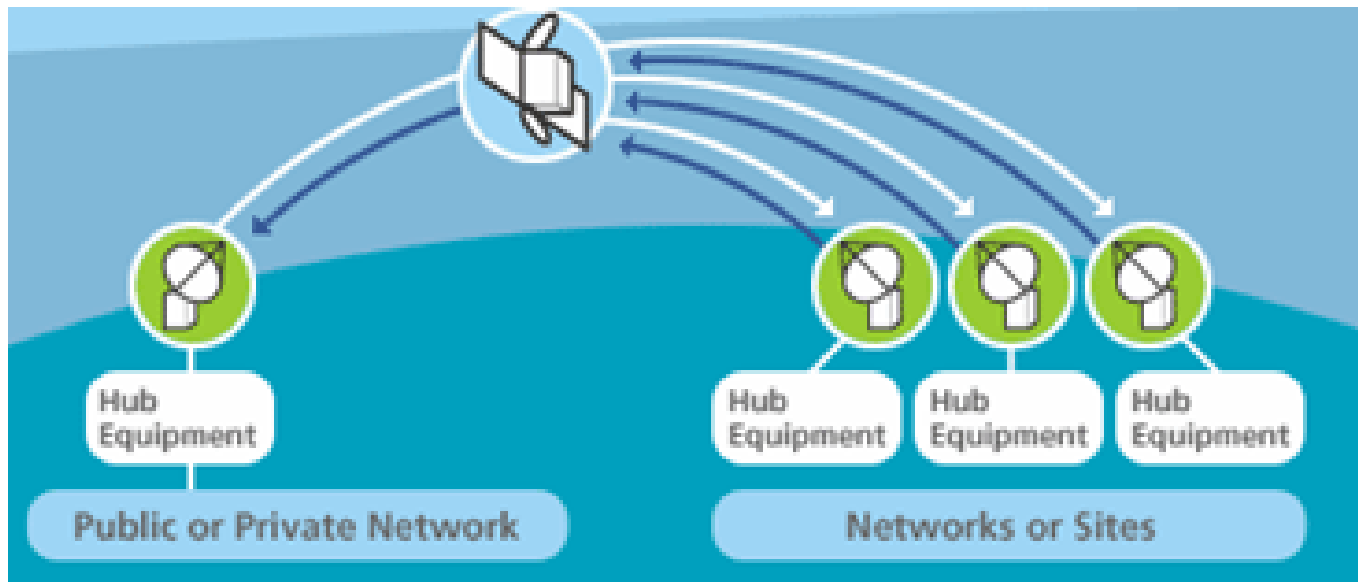 Hub
Equipment
Hub
Equipment
Hub
Equipment
Hub
Equipment
Public or Private Network
Networks or Sites